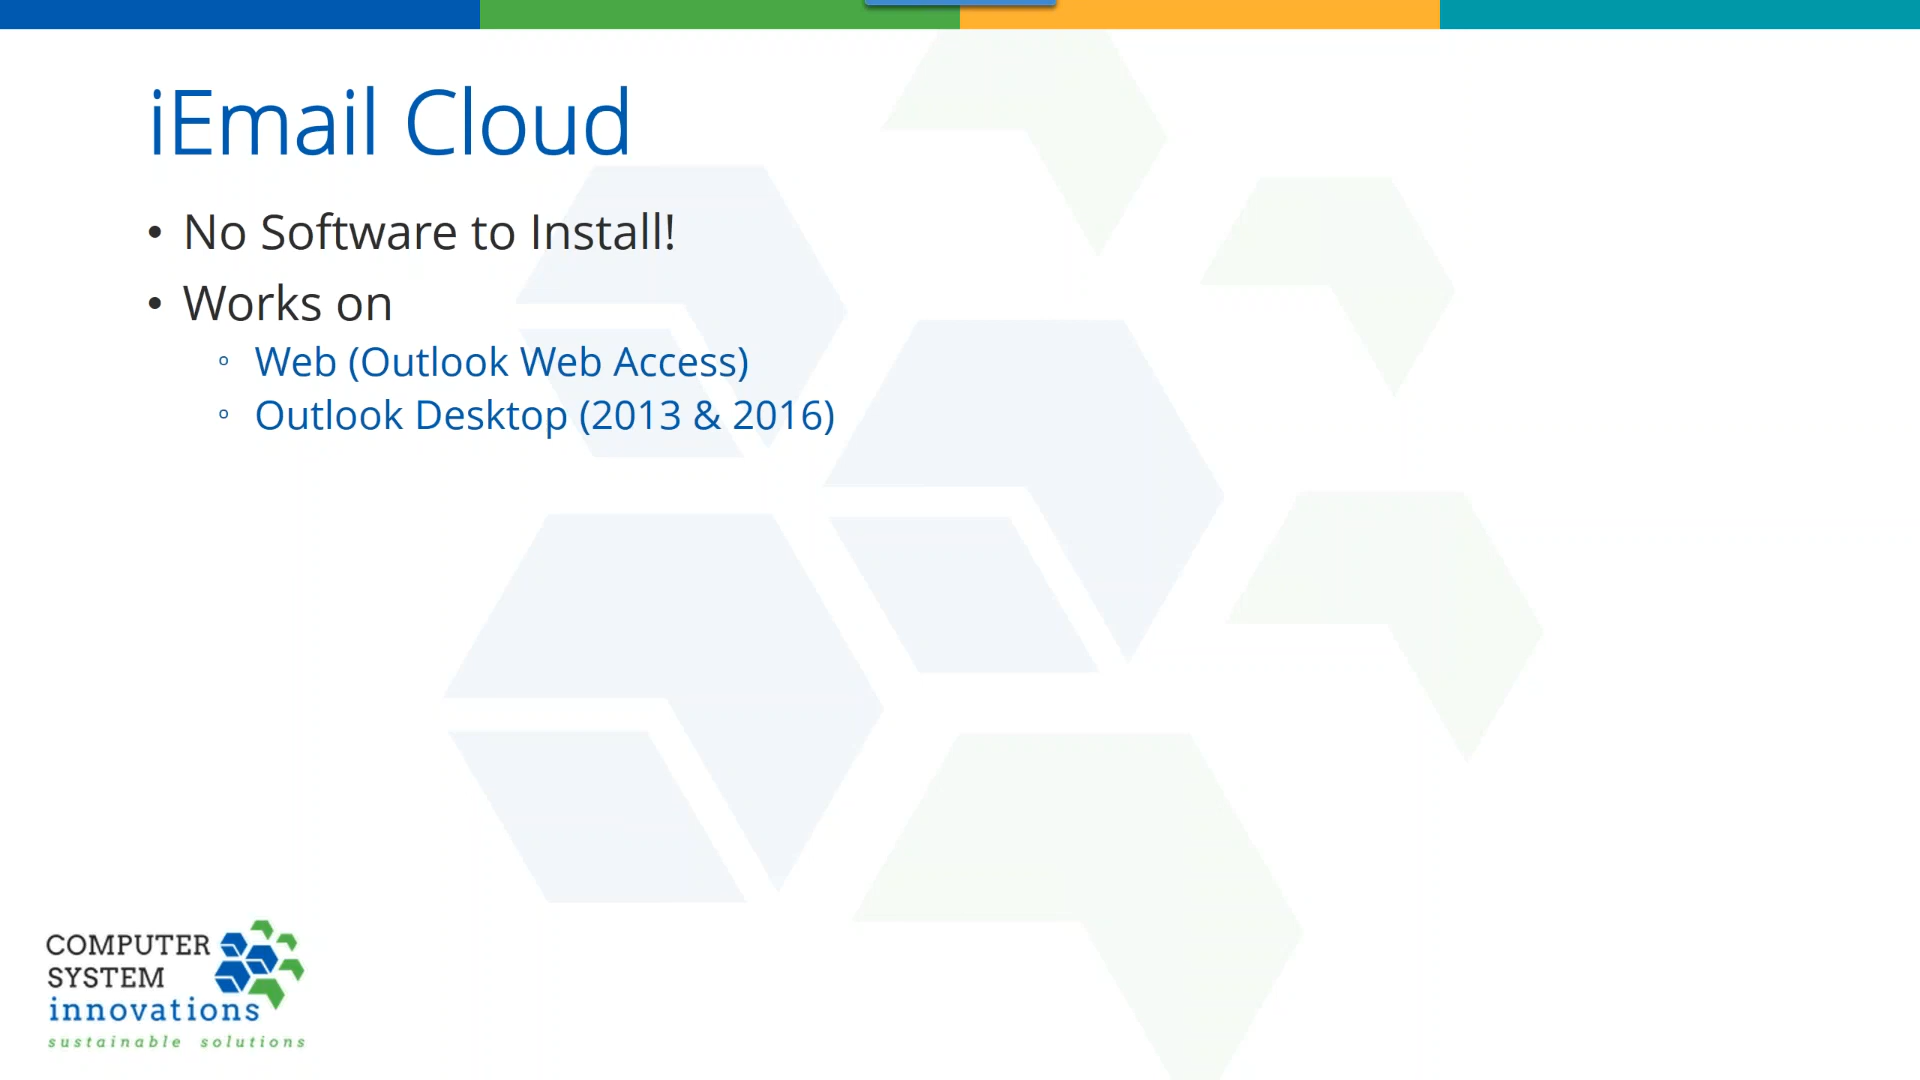 iEmail Cloud
• No Software to Install!
• Works on
◦ Web (Outlook Web Access)
◦ Outlook Desktop (2013 & 2016)
COMPUTER
SYSTEM
innovations
sustainable solutions